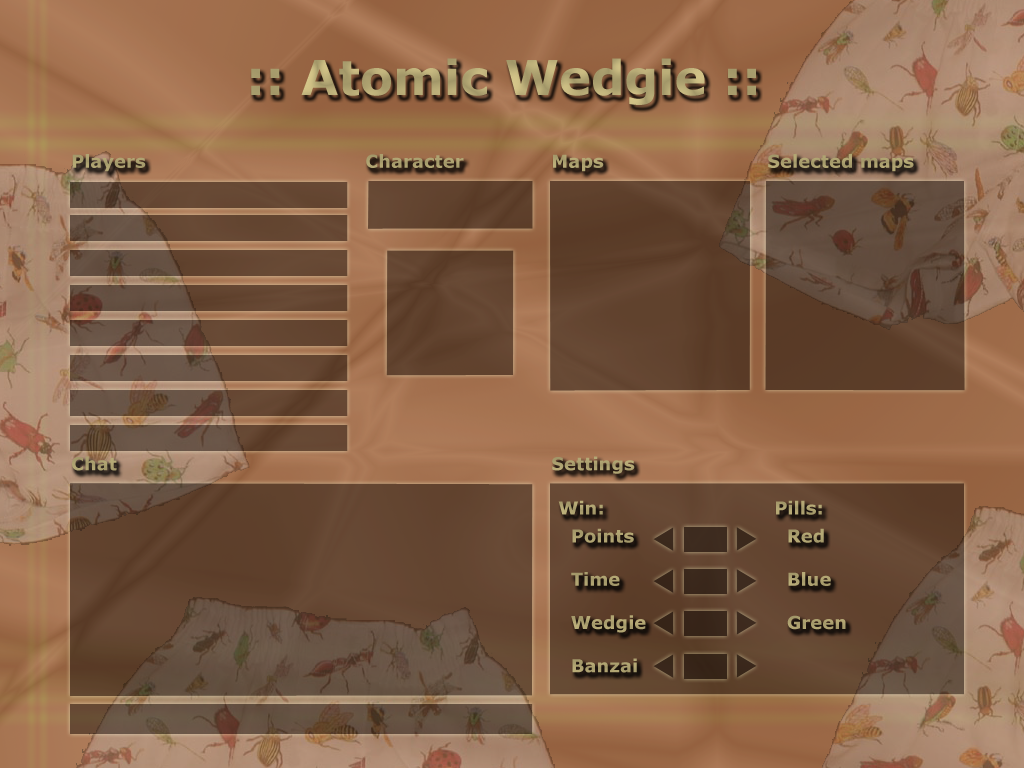 :: Atomic Wedgie ::
Players
Character
Maps
Selected maps
Chat
Settings
Win:
Pills:
Points
Red
Time
Blue
Wedgie
Green
Banzai